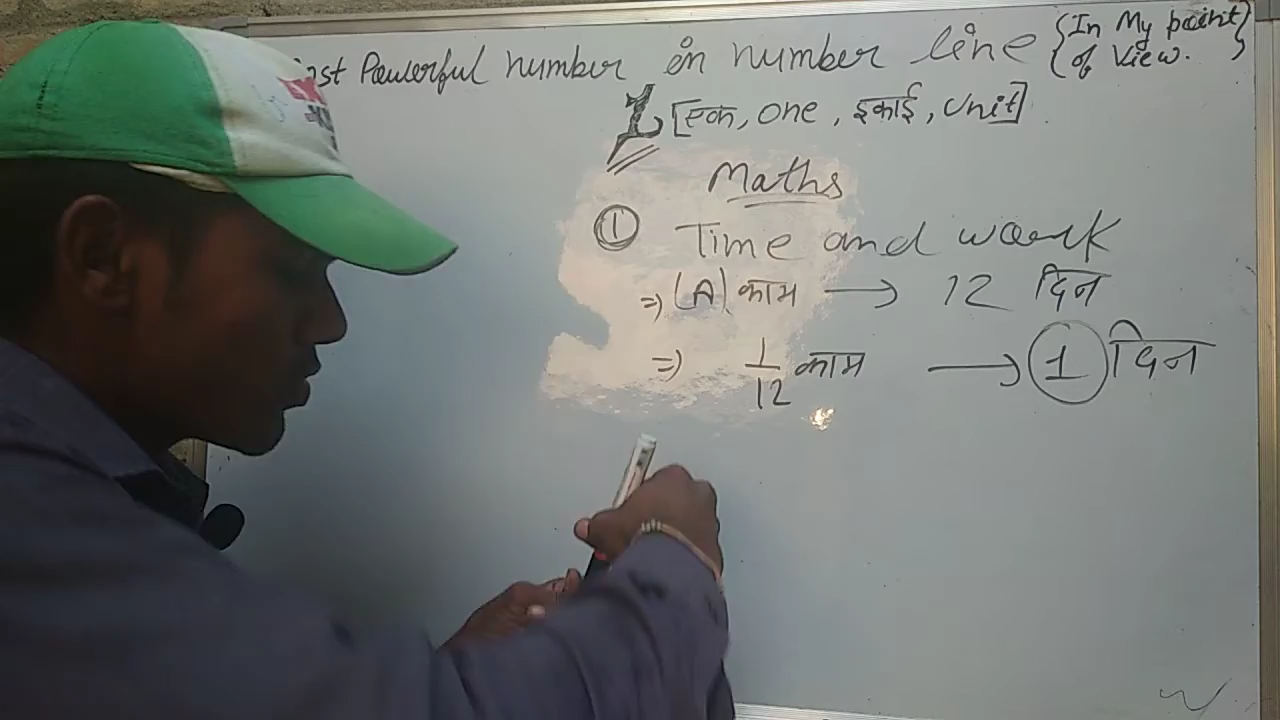 Powerful number in number line {In My point of View.}
1 [एक, one, इकाई, Unit]
Maths
① Time and work
⇒ (A) काम → 12 दिन
⇒ 1/12 काम → ① दिन